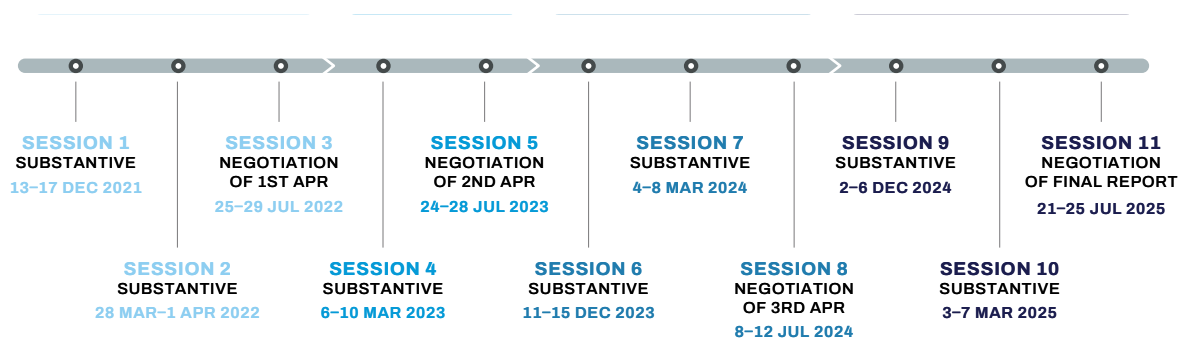 SESSION 1
SUBSTANTIVE
13–17 DEC 2021
SESSION 2
SUBSTANTIVE
28 MAR–1 APR 2022
SESSION 3
NEGOTIATION
OF 1ST APR
25–29 JUL 2022
SESSION 4
SUBSTANTIVE
6–10 MAR 2023
SESSION 5
NEGOTIATION
OF 2ND APR
24–28 JUL 2023
SESSION 6
SUBSTANTIVE
11–15 DEC 2023
SESSION 7
SUBSTANTIVE
4–8 MAR 2024
SESSION 8
NEGOTIATION
OF 3RD APR
8–12 JUL 2024
SESSION 9
SUBSTANTIVE
2–6 DEC 2024
SESSION 10
SUBSTANTIVE
3–7 MAR 2025
SESSION 11
NEGOTIATION
OF FINAL REPORT
21–25 JUL 2025